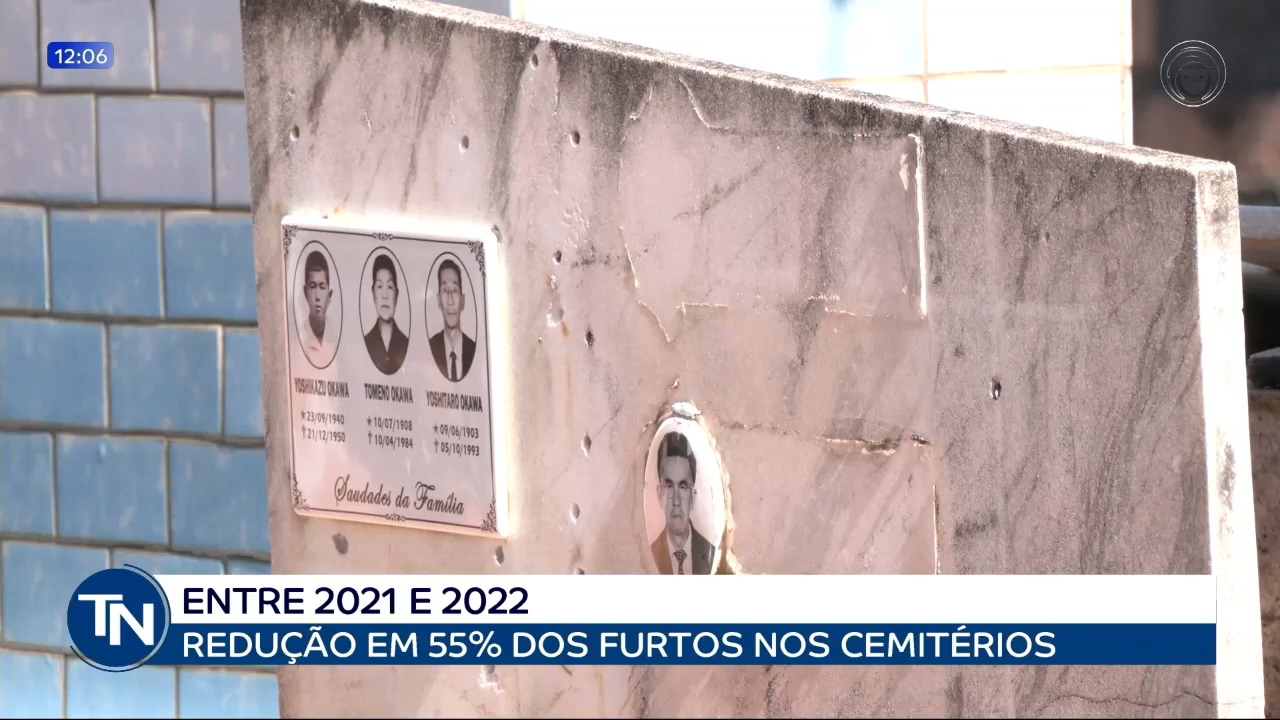 12:06
YOSHIKAZU OKAWA
★23/09/1940
✝21/12/1950
TOMENO OKAWA
★10/07/1908
✝10/04/1984
YOSHITARO OKAWA
★09/06/1903
✝05/10/1993
Saudades da Família
TN
ENTRE 2021 E 2022
REDUÇÃO EM 55% DOS FURTOS NOS CEMITÉRIOS